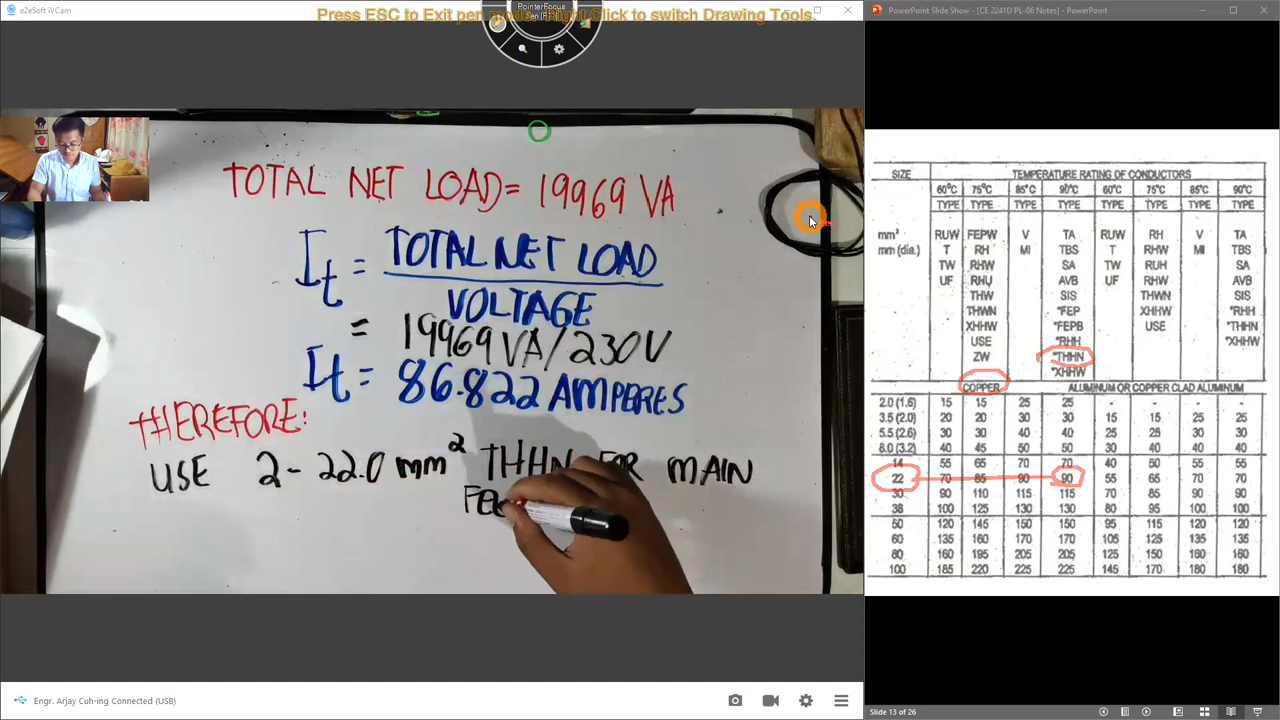 e2eSoft iVCam
Press ESC to Exit pen mode. Right Click to switch Drawing Tools.
PointerFocus
PowerPoint Slide Show - [CE 2241D PL-06 Notes] - PowerPoint
TOTAL NET LOAD = 19969 VA
It = TOTAL NET LOAD
VOLTAGE
= 19969 VA / 230V
It = 86.822 AMPERES
THEREFORE:
USE 2 - 22.0 mm² THHN FOR MAIN
FEE
SIZE TEMPERATURE RATING OF CONDUCTORS
60°C 75°C 85°C 90°C 60°C 75°C 85°C 90°C
TYPE TYPE TYPE TYPE TYPE TYPE TYPE TYPE
mm² RUW FEPW V TA RUW RH V TA
mm (dia.) T RH MI TBS T RHW MI TBS
TW RHW SA TW RUH SA
UF RHU AVB UF RHW AVB
THW SIS THWN SIS
THWN *FEP XHHW *RHH
XHHW *FEPB USE *THHN
USE *RHH *XHHW
ZW *THHN
*XHHW
COPPER ALUMINUM OR COPPER CLAD ALUMINUM
2.0 (1.6) 15 15 25 25 - - - -
3.5 (2.0) 20 20 30 30 15 15 25 25
5.5 (2.6) 30 30 40 40 25 25 30 30
8.0 (3.2) 40 45 50 50 30 40 40 40
14 55 65 70 70 40 50 55 55
22 70 85 90 90 55 65 70 70
30 90 110 115 115 70 85 90 90
38 100 125 130 130 80 95 100 100
50 120 145 150 150 95 115 120 120
60 135 160 170 170 105 125 135 135
80 160 195 205 205 125 150 160 160
100 185 220 225 225 145 170 180 180
Engr. Arjay Cuh-ing Connected (USB)
Slide 13 of 26